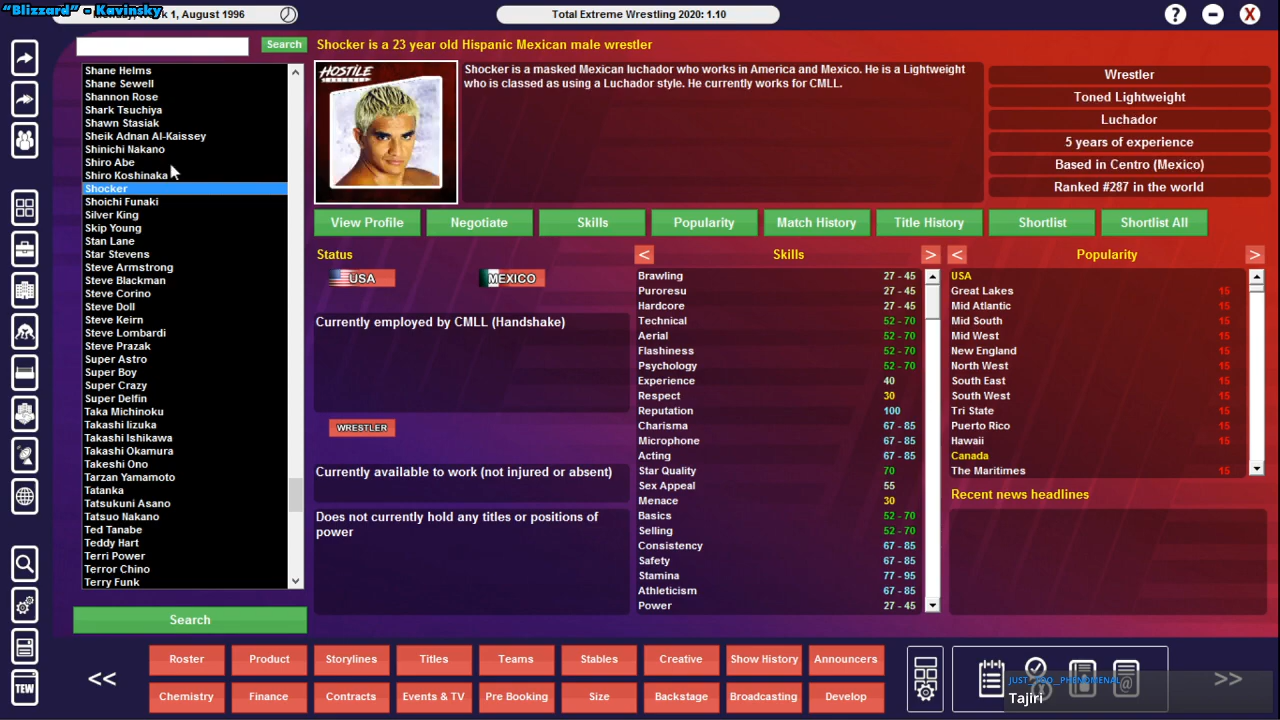 "Blizzard" - Kavinsky
Monday, Week 1, August 1996
Total Extreme Wrestling 2020: 1.10
?
X
Search
Shocker is a 23 year old Hispanic Mexican male wrestler
Shane Helms
Shane Sewell
Shannon Rose
Shark Tsuchiya
Shawn Stasiak
Sheik Adnan Al-Kaissey
Shinichi Nakano
Shiro Abe
Shiro Koshinaka
Shocker
Shoichi Funaki
Silver King
Skip Young
Stan Lane
Star Stevens
Steve Armstrong
Steve Blackman
Steve Corino
Steve Doll
Steve Keirn
Steve Lombardi
Steve Prazak
Super Astro
Super Boy
Super Crazy
Super Delfin
Taka Michinoku
Takashi Iizuka
Takashi Ishikawa
Takashi Okamura
Takeshi Ono
Tarzan Yamamoto
Tatanka
Tatsukuni Asano
Tatsuo Nakano
Ted Tanabe
Teddy Hart
Terri Power
Terror Chino
Terry Funk
Search
HOSTILE
Shocker is a masked Mexican luchador who works in America and Mexico. He is a Lightweight
who is classed as using a Luchador style. He currently works for CMLL.
Wrestler
Toned Lightweight
Luchador
5 years of experience
Based in Centro (Mexico)
Ranked #287 in the world
View Profile
Negotiate
Skills
Popularity
Match History
Title History
Shortlist
Shortlist All
Status
USA
MEXICO
Currently employed by CMLL (Handshake)
WRESTLER
Currently available to work (not injured or absent)
Does not currently hold any titles or positions of
power
< Skills >
Brawling 27 - 45
Puroresu 27 - 45
Hardcore 27 - 45
Technical 52 - 70
Aerial 52 - 70
Flashiness 52 - 70
Psychology 52 - 70
Experience 40
Respect 30
Reputation 100
Charisma 67 - 85
Microphone 67 - 85
Acting 67 - 85
Star Quality 70
Sex Appeal 55
Menace 30
Basics 52 - 70
Selling 52 - 70
Consistency 67 - 85
Safety 67 - 85
Stamina 77 - 95
Athleticism 67 - 85
Power 27 - 45
< Popularity >
USA
Great Lakes 15
Mid Atlantic 15
Mid South 15
Mid West 15
New England 15
North West 15
South East 15
South West 15
Tri State 15
Puerto Rico 15
Hawaii 15
Canada
The Maritimes 15
Recent news headlines
TEW
<<
Roster
Product
Storylines
Titles
Teams
Stables
Creative
Show History
Announcers
Chemistry
Finance
Contracts
Events & TV
Pre Booking
Size
Backstage
Broadcasting
Develop
>>
JUST_TOO_PHENOMENAL
Tajiri